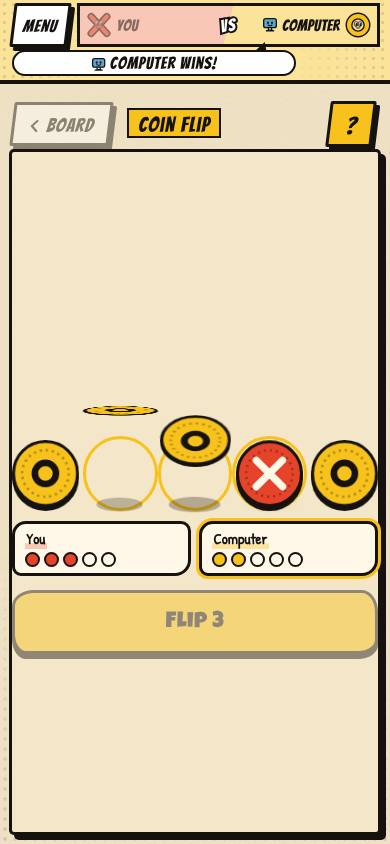 MENU
YOU
VS
COMPUTER
COMPUTER WINS!
BOARD
COIN FLIP
?
You
Computer
FLIP 3